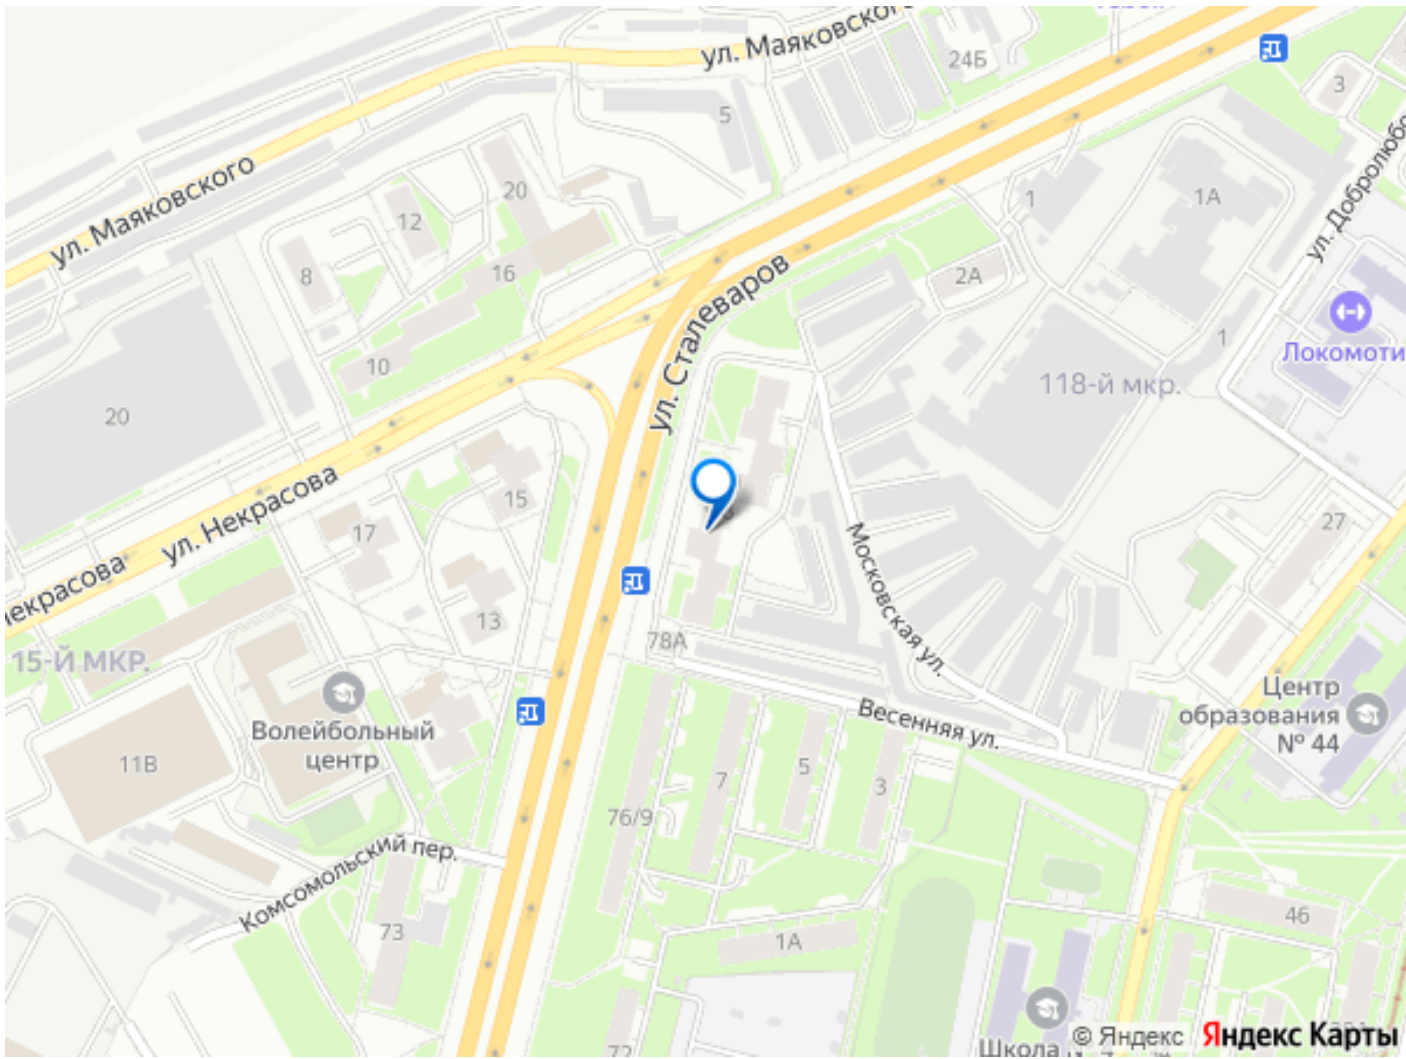 ул. Маяковского
24Б
3
5
ул. Маяковского
20
12
1
1А
ул. Добролюбо
8
16
2А
ул. Сталеваров
10
1
Локомоти
118-й мкр.
20
15
ул. Некрасова
17
27
Некрасова
Московская ул.
13
78А
15-Й МКР.
Волейбольный
центр
Центр
образования
№ 44
Весенняя ул.
11В
7
5
3
76/9
Комсомольский пер.
73
1А
46
Школа
72
© Яндекс
Яндекс Карты